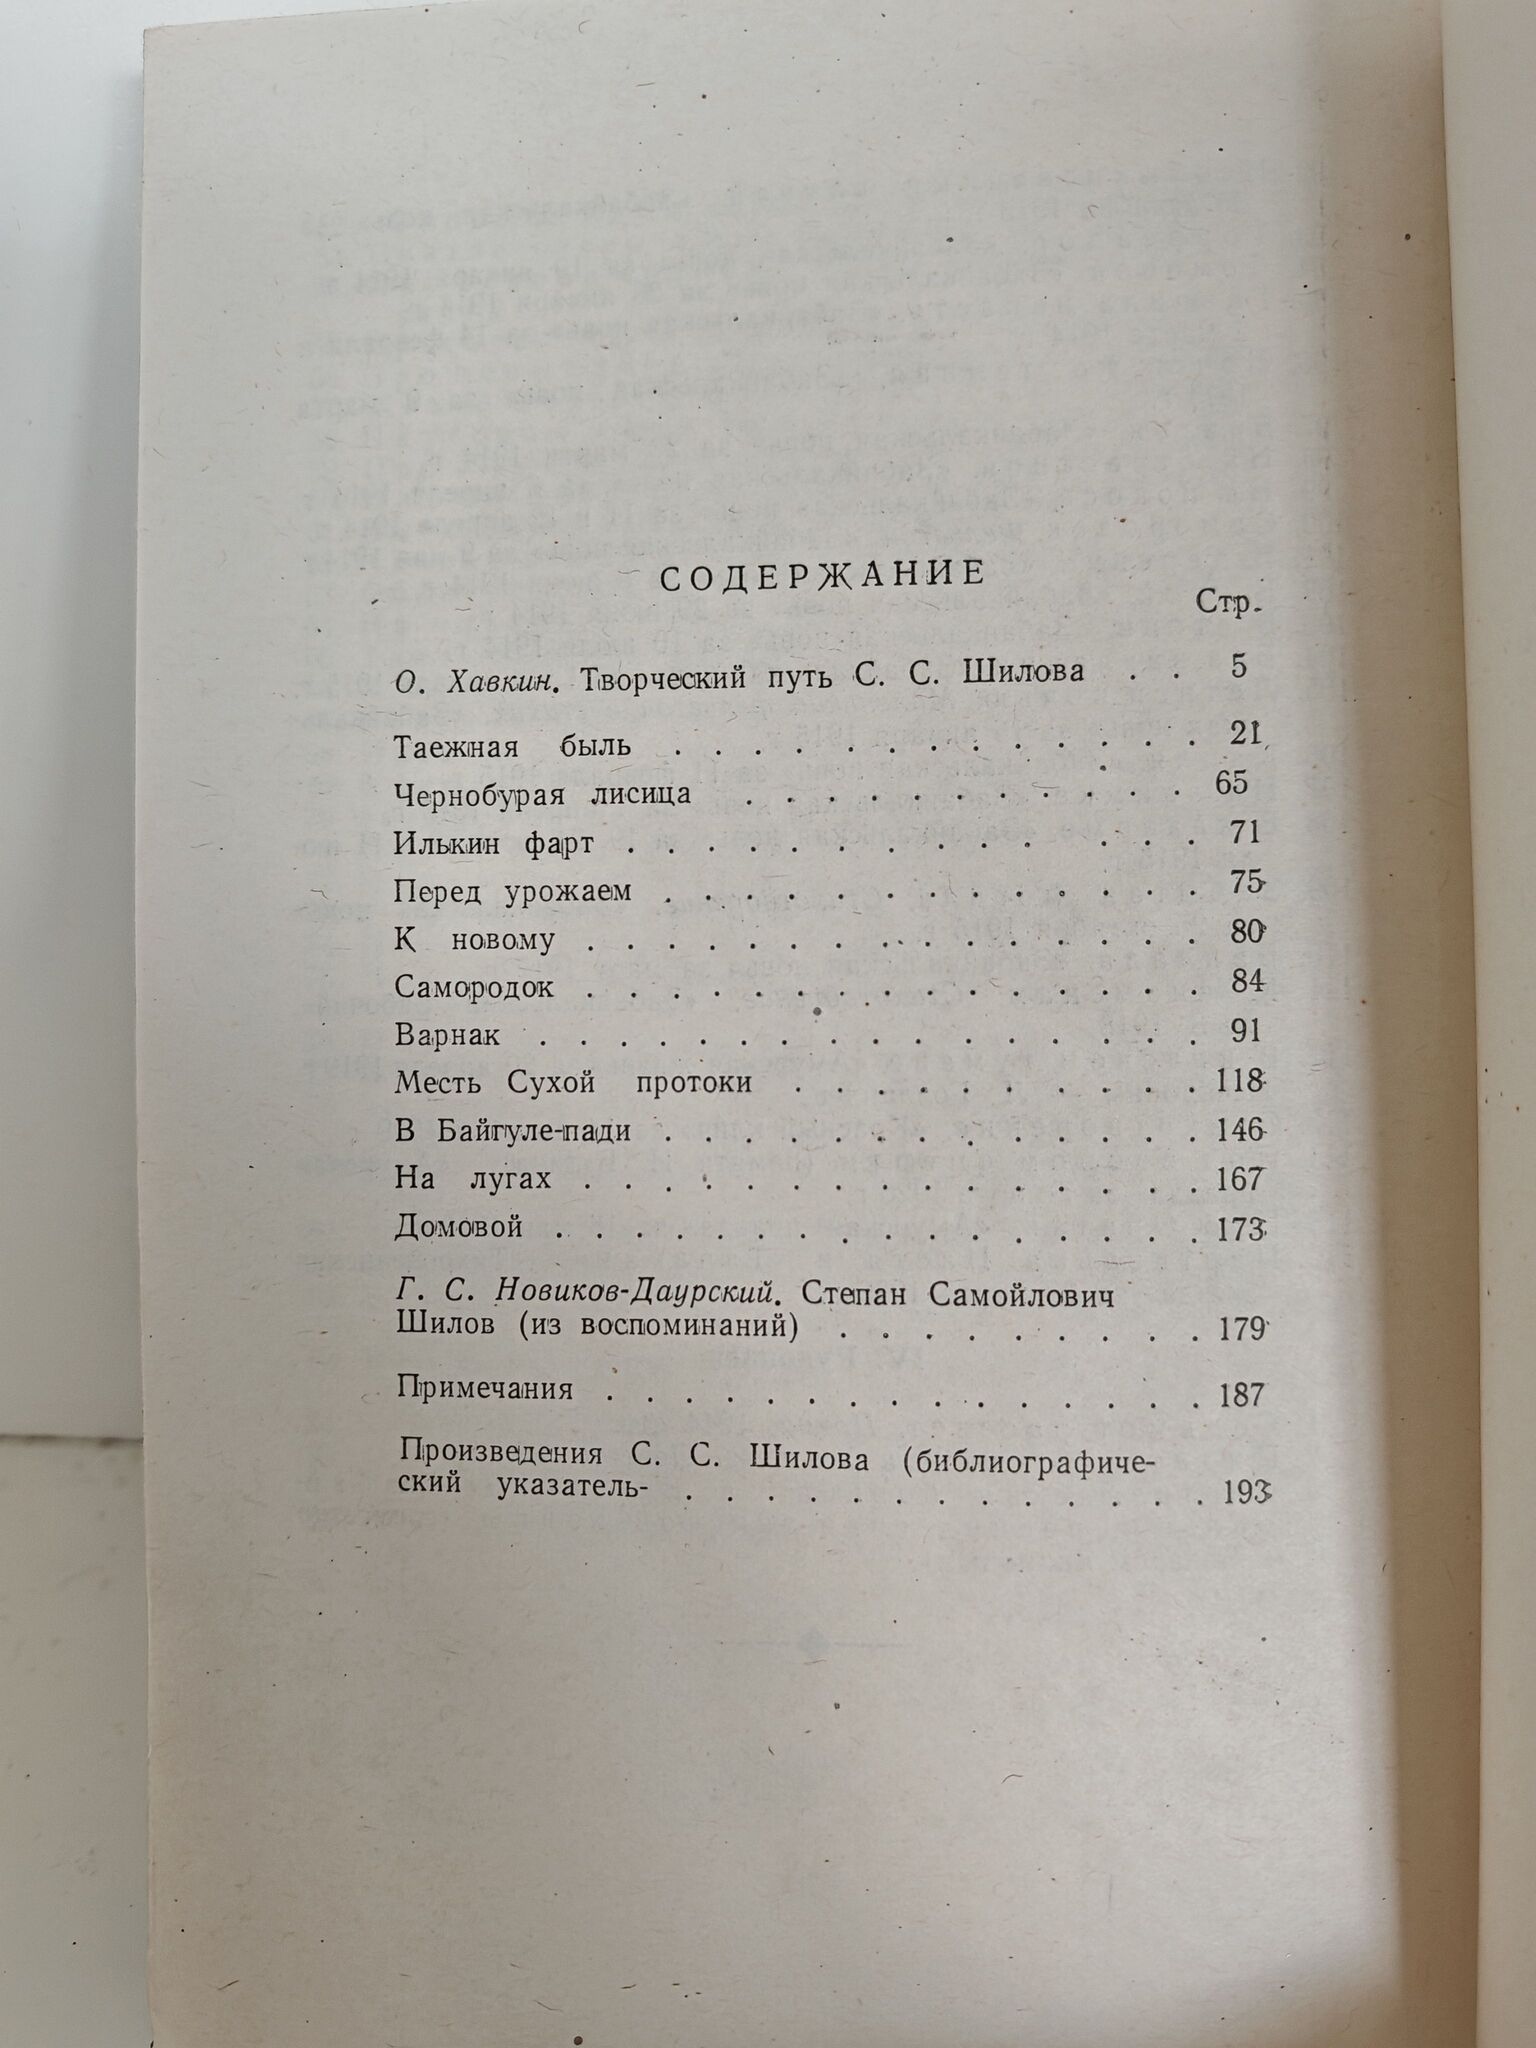 СОДЕРЖАНИЕ
Стр.
О. Хавкин. Творческий путь С. С. Шилова . . 5
Таежная быль . . . . . . . . . . . . . 21
Чернобурая лисица . . . . . . . . . . . 65
Илькин фарт . . . . . . . . . . . . . . 71
Перед урожаем . . . . . . . . . . . . . 75
К новому . . . . . . . . . . . . . . . 80
Самородок . . . . . . . . . . . . . . . 84
Варнак . . . . . . . . . . . . . . . . 91
Месть Сухой протоки . . . . . . . . . . 118
В Байгуле-пади . . . . . . . . . . . . . 146
На лугах . . . . . . . . . . . . . . . 167
Домовой . . . . . . . . . . . . . . . . 173
Г. С. Новиков-Даурский. Степан Самойлович
Шилов (из воспоминаний) . . . . . . . . . 179
Примечания . . . . . . . . . . . . . . . 187
Произведения С. С. Шилова (библиографиче-
ский указатель- . . . . . . . . . . . . . 193